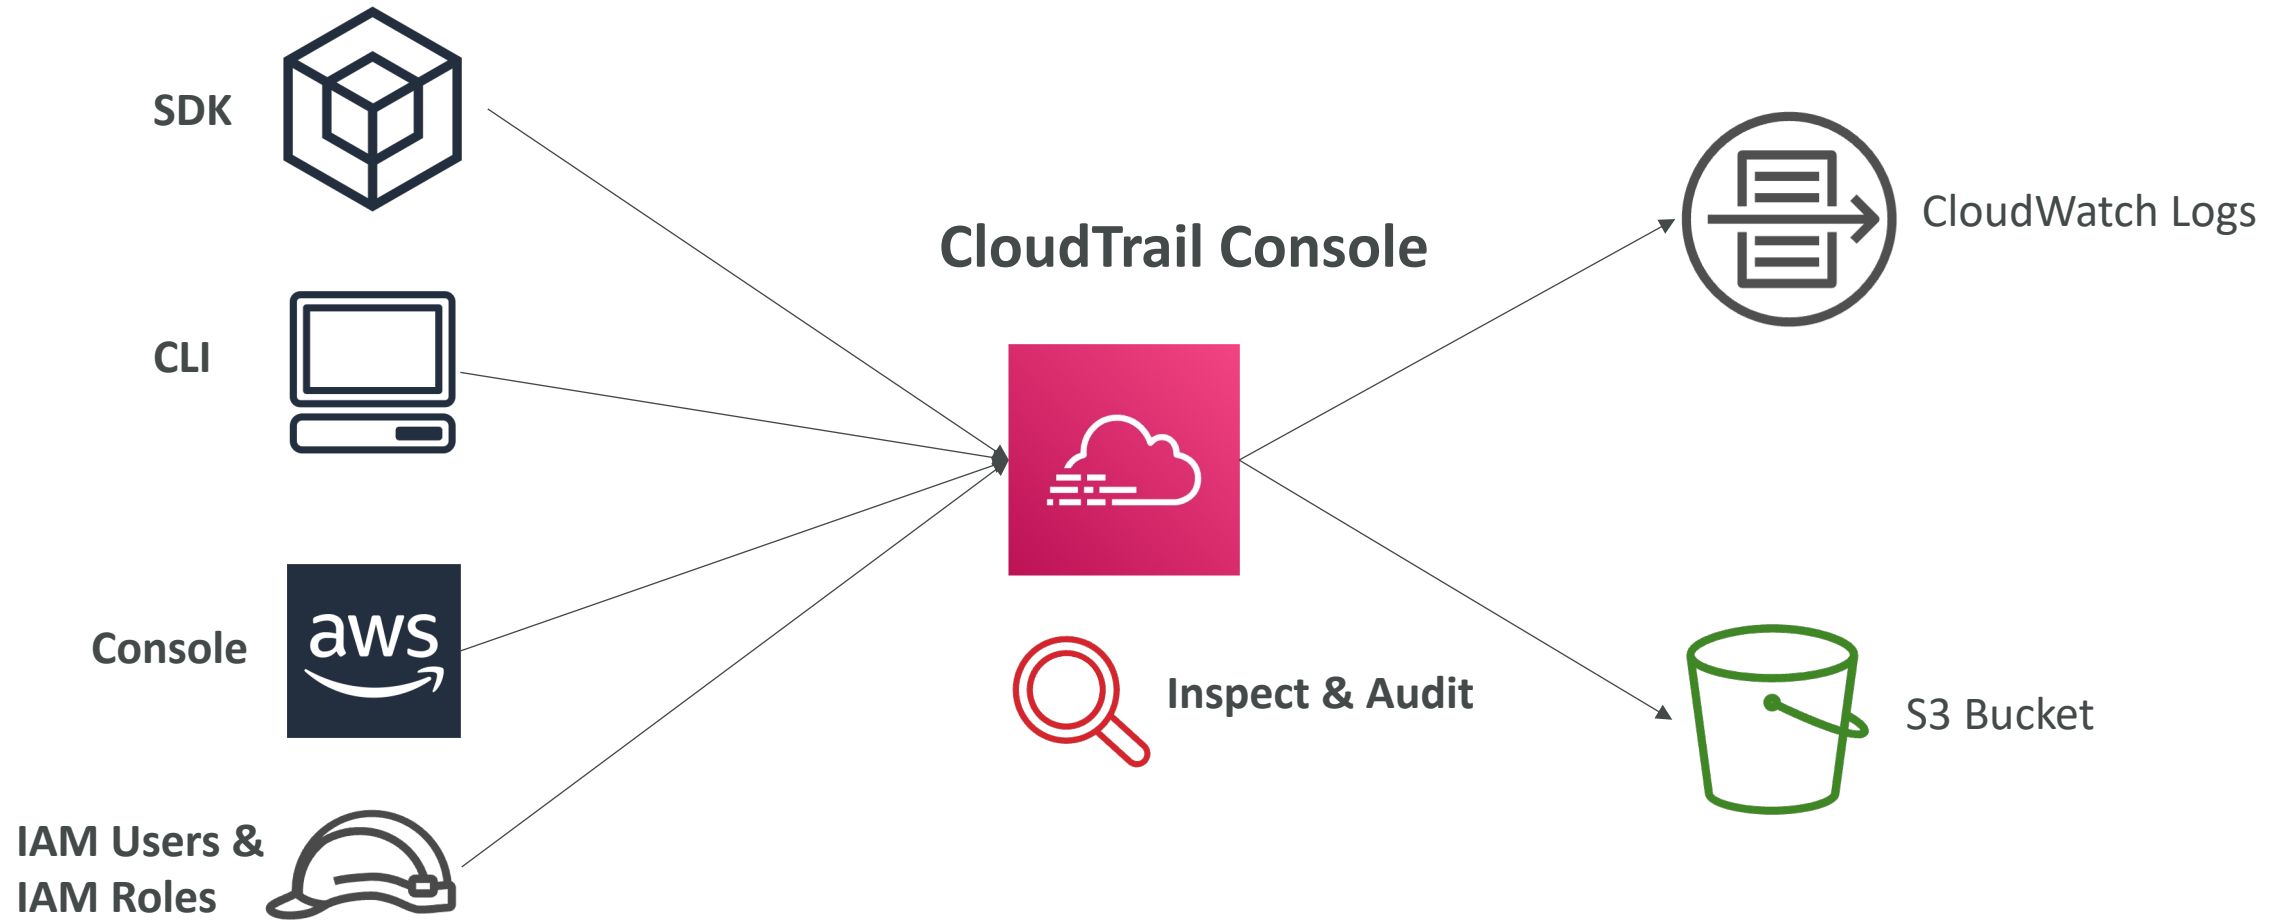 SDK
CLI
Console
aws
IAM Users &
IAM Roles
CloudTrail Console
Inspect & Audit
CloudWatch Logs
S3 Bucket